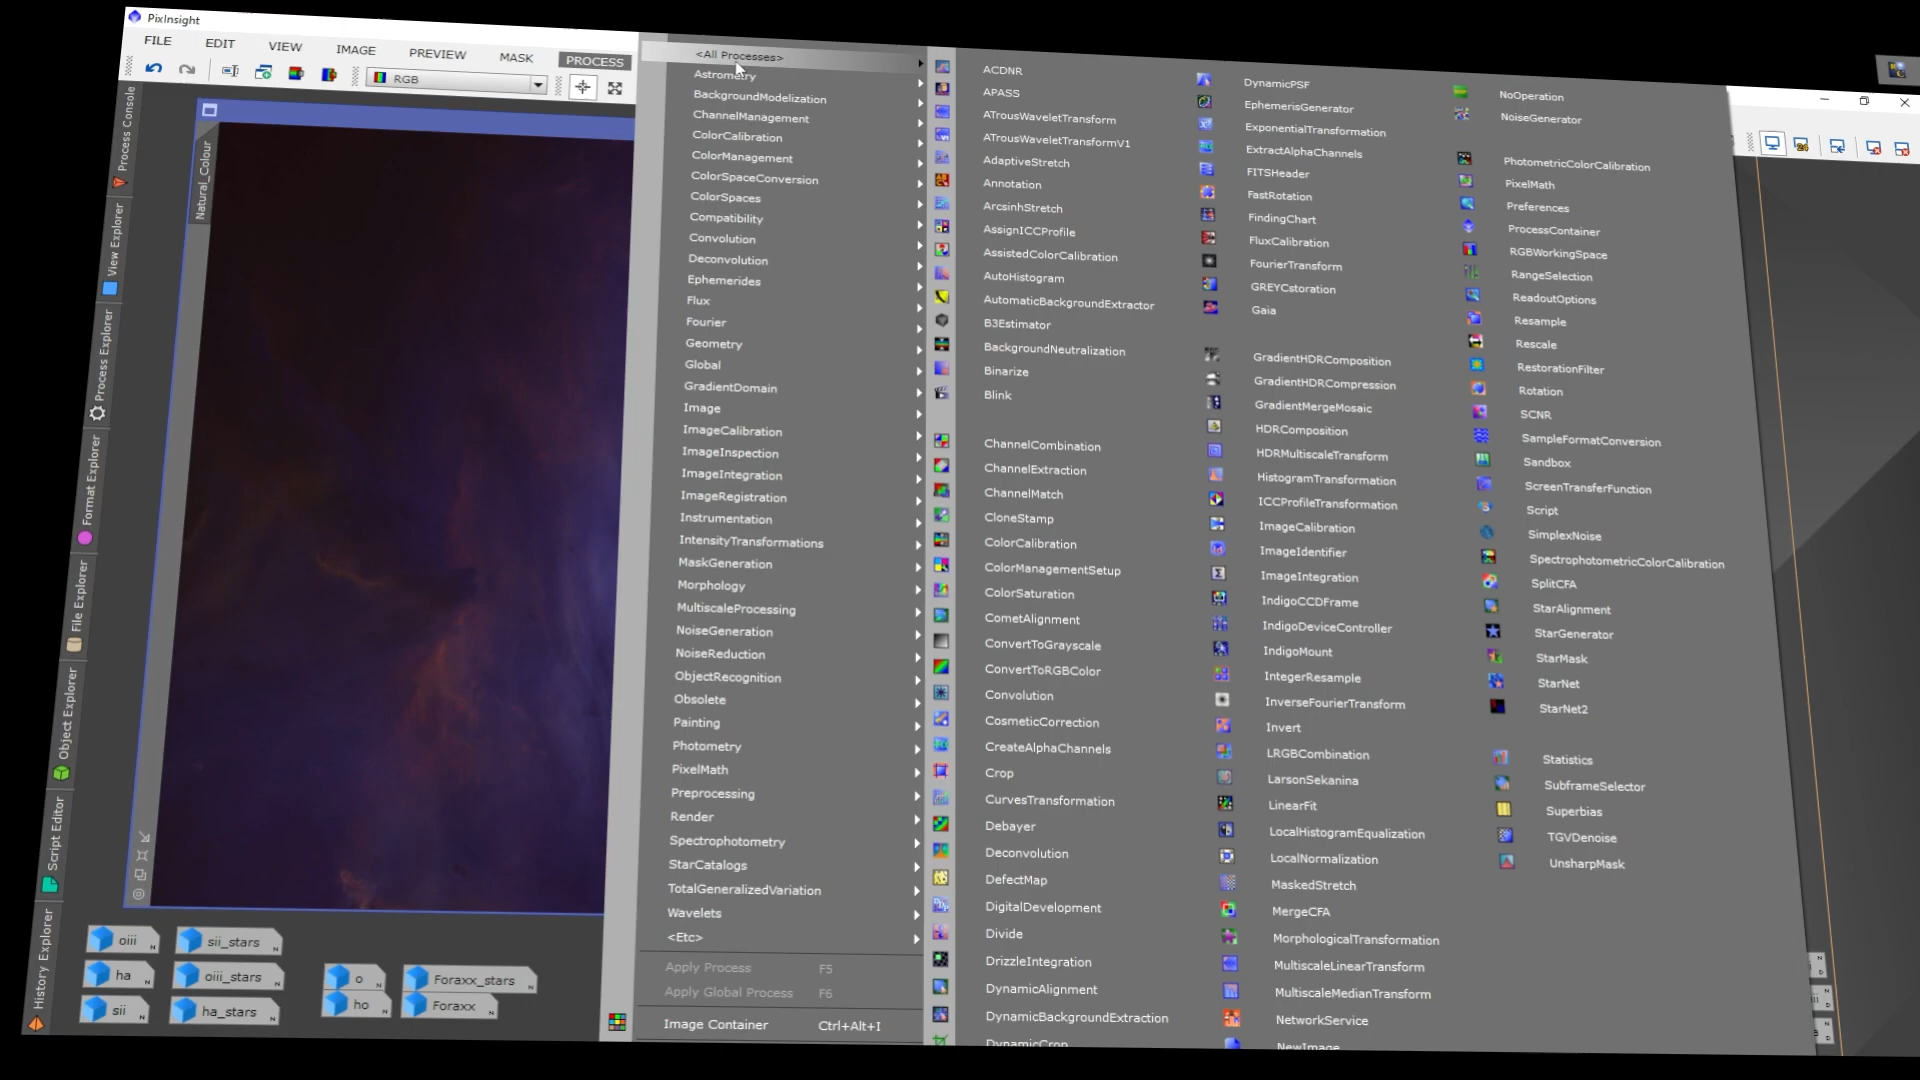 PixInsight
FILE EDIT VIEW IMAGE PREVIEW MASK PROCESS
RGB
Process Console
View Explorer
Process Explorer
Format Explorer
File Explorer
Object Explorer
Script Editor
History Explorer
Natural_Colour
oiii
sii_stars
ha
oiii_stars
sii
ha_stars
o
Foraxx_stars
ho
Foraxx
<All Processes>
Astrometry
BackgroundModelization
ChannelManagement
ColorCalibration
ColorManagement
ColorSpaceConversion
ColorSpaces
Compatibility
Convolution
Deconvolution
Ephemerides
Flux
Fourier
Geometry
Global
GradientDomain
Image
ImageCalibration
ImageInspection
ImageIntegration
ImageRegistration
Instrumentation
IntensityTransformations
MaskGeneration
Morphology
MultiscaleProcessing
NoiseGeneration
NoiseReduction
ObjectRecognition
Obsolete
Painting
Photometry
PixelMath
Preprocessing
Render
Spectrophotometry
StarCatalogs
TotalGeneralizedVariation
Wavelets
<Etc>
Apply Process F5
Apply Global Process F6
Image Container Ctrl+Alt+I
ACDNR
APASS
ATrousWaveletTransform
ATrousWaveletTransformV1
AdaptiveStretch
Annotation
ArcsinhStretch
AssignICCProfile
AssistedColorCalibration
AutoHistogram
AutomaticBackgroundExtractor
B3Estimator
BackgroundNeutralization
Binarize
Blink
ChannelCombination
ChannelExtraction
ChannelMatch
CloneStamp
ColorCalibration
ColorManagementSetup
ColorSaturation
CometAlignment
ConvertToGrayscale
ConvertToRGBColor
Convolution
CosmeticCorrection
CreateAlphaChannels
Crop
CurvesTransformation
Debayer
Deconvolution
DefectMap
DigitalDevelopment
Divide
DrizzleIntegration
DynamicAlignment
DynamicBackgroundExtraction
DynamicCrop
DynamicPSF
EphemerisGenerator
ExponentialTransformation
ExtractAlphaChannels
FITSHeader
FastRotation
FindingChart
FluxCalibration
FourierTransform
GREYCstoration
Gaia
GradientHDRComposition
GradientHDRCompression
GradientMergeMosaic
HDRComposition
HDRMultiscaleTransform
HistogramTransformation
ICCProfileTransformation
ImageCalibration
ImageIdentifier
ImageIntegration
IndigoCCDFrame
IndigoDeviceController
IndigoMount
IntegerResample
InverseFourierTransform
Invert
LRGBCombination
LarsonSekanina
LinearFit
LocalHistogramEqualization
LocalNormalization
MaskedStretch
MergeCFA
MorphologicalTransformation
MultiscaleLinearTransform
MultiscaleMedianTransform
NetworkService
NewImage
NoOperation
NoiseGenerator
PhotometricColorCalibration
PixelMath
Preferences
ProcessContainer
RGBWorkingSpace
RangeSelection
ReadoutOptions
Resample
Rescale
RestorationFilter
Rotation
SCNR
SampleFormatConversion
Sandbox
ScreenTransferFunction
Script
SimplexNoise
SpectrophotometricColorCalibration
SplitCFA
StarAlignment
StarGenerator
StarMask
StarNet
StarNet2
Statistics
SubframeSelector
Superbias
TGVDenoise
UnsharpMask